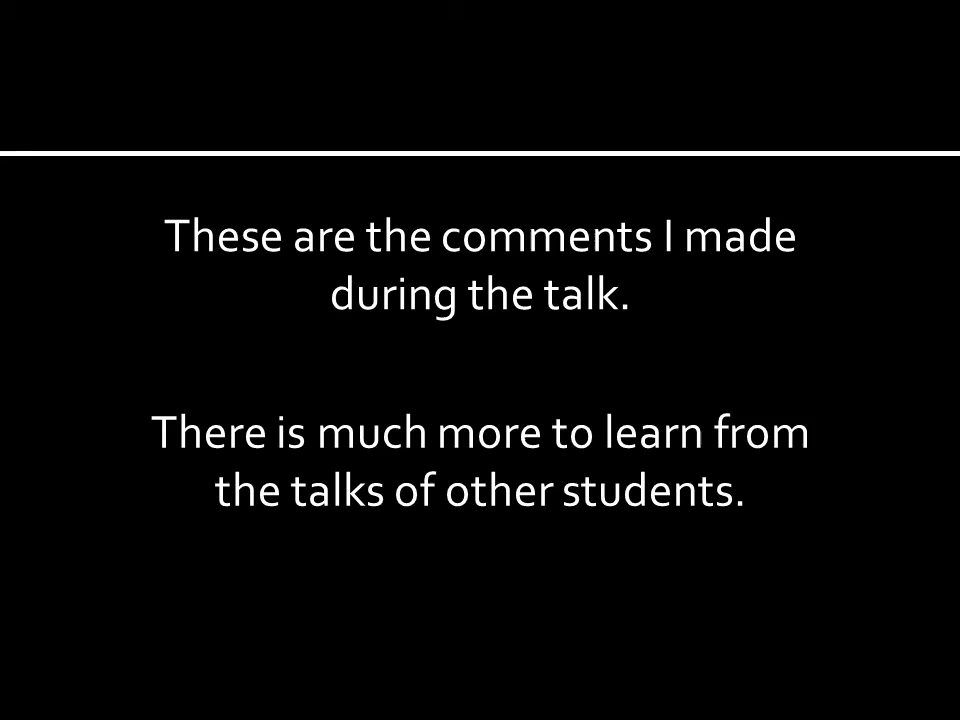 These are the comments I made
during the talk.
There is much more to learn from
the talks of other students.